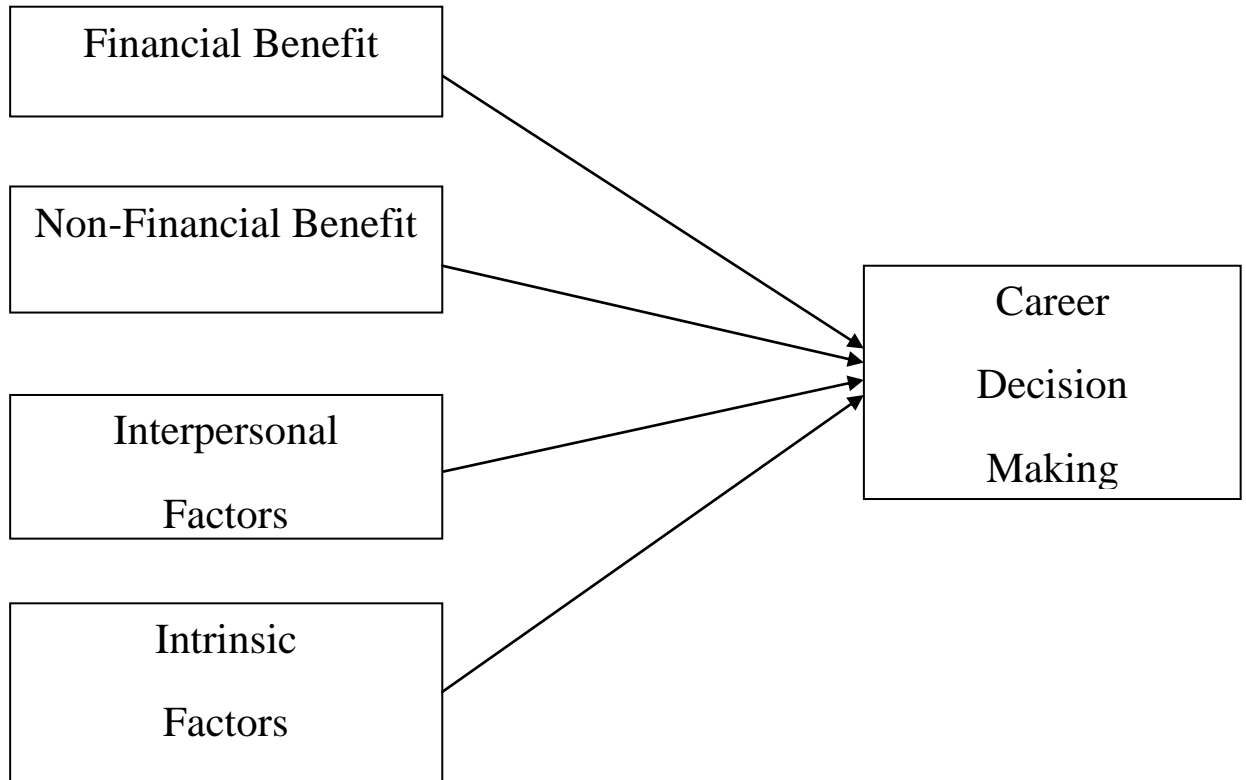 Financial Benefit
Non-Financial Benefit
Interpersonal
Factors
Intrinsic
Factors
Career
Decision
Making